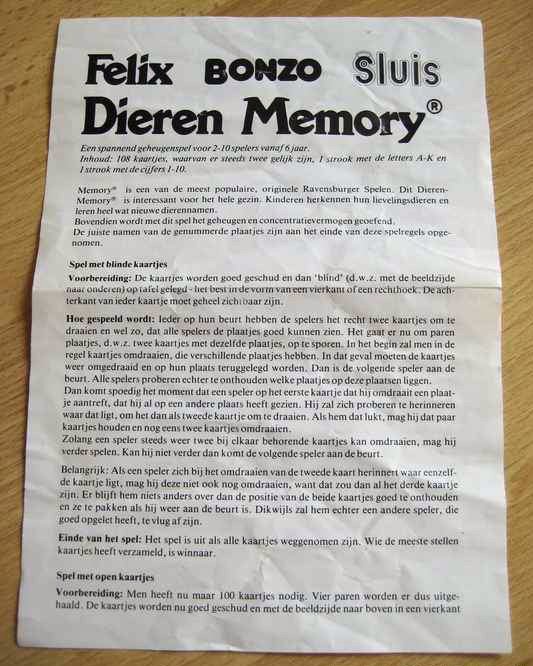 Felix BONZO Sluis
Dieren Memory®
Een spannend geheugenspel voor 2-10 spelers vanaf 6 jaar.
Inhoud: 108 kaartjes, waarvan er steeds twee gelijk zijn, 1 strook met de letters A-K en
1 strook met de cijfers 1-10.
Memory® is een van de meest populaire, originele Ravensburger Spelen. Dit Dieren-
Memory® is interessant voor het hele gezin. Kinderen herkennen hun lievelingsdieren en
leren heel wat nieuwe dierennamen.
Bovendien wordt met dit spel het geheugen en concentratievermogen geoefend.
De juiste namen van de genummerde plaatjes zijn aan het einde van deze spelregels opge-
nomen.
Spel met blinde kaartjes
Voorbereiding: De kaartjes worden goed geschud en dan 'blind' (d.w.z. met de beeldzijde
naar onderen) op tafel gelegd - het best in de vorm van een vierkant of een rechthoek. De ach-
terkant van ieder kaartje moet geheel zichtbaar zijn.
Hoe gespeeld wordt: Ieder op hun beurt hebben de spelers het recht twee kaartjes om te
draaien en wel zo, dat alle spelers de plaatjes goed kunnen zien. Het gaat er nu om paren
plaatjes, d.w.z. twee kaartjes met dezelfde plaatjes, op te sporen. In het begin zal men in de
regel kaartjes omdraaien, die verschillende plaatjes hebben. In dat geval moeten de kaartjes
weer omgedraaid en op hun plaats teruggelegd worden. Dan is de volgende speler aan de
beurt. Alle spelers proberen echter te onthouden welke plaatjes op deze plaatsen liggen.
Dan komt spoedig het moment dat een speler op het eerste kaartje dat hij omdraait een plaat-
je aantreft, dat hij al op een andere plaats heeft gezien. Hij zal zich proberen te herinneren
waar dat ligt, om het dan als tweede kaartje om te draaien. Als hem dat lukt, mag hij dat paar
kaartjes houden en nog eens twee kaartjes omdraaien.
Zolang een speler steeds weer twee bij elkaar behorende kaartjes kan omdraaien, mag hij
verder spelen. Kan hij niet verder dan komt de volgende speler aan de beurt.
Belangrijk: Als een speler zich bij het omdraaien van de tweede kaart herinnert waar eenzelf-
de kaartje ligt, mag hij deze niet ook nog omdraaien, want dat zou dan al het derde kaartje
zijn. Er blijft hem niets anders over dan de positie van de beide kaartjes goed te onthouden
en ze te pakken als hij weer aan de beurt is. Dikwijls zal hem echter een andere speler, die
goed opgelet heeft, te vlug af zijn.
Einde van het spel: Het spel is uit als alle kaartjes weggenomen zijn. Wie de meeste stellen
kaartjes heeft verzameld, is winnaar.
Spel met open kaartjes
Voorbereiding: Men heeft nu maar 100 kaartjes nodig. Vier paren worden er dus uitge-
haald. De kaartjes worden nu goed geschud en met de beeldzijde naar boven in een vierkant